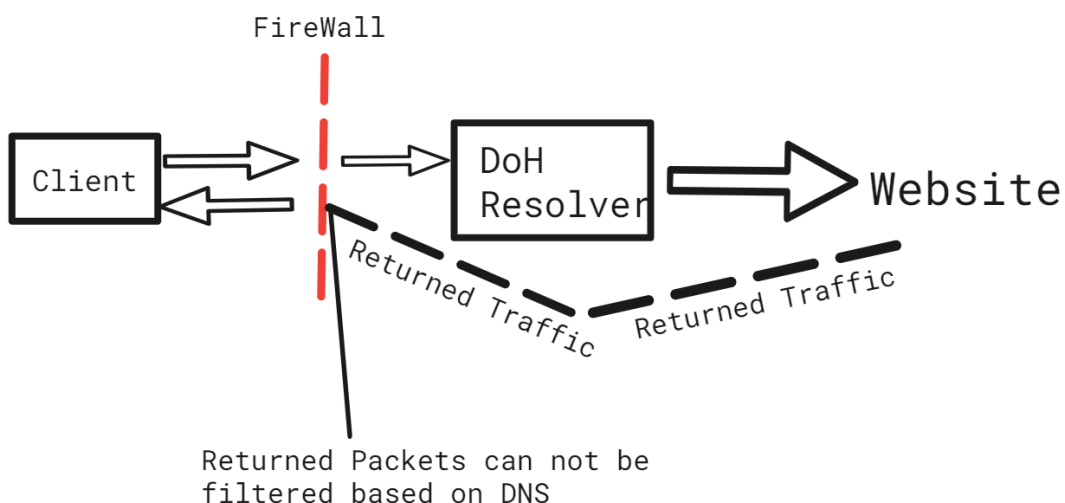 FireWall
Client
DoH
Resolver
Website
Returned Traffic
Returned Traffic
Returned Packets can not be
filtered based on DNS